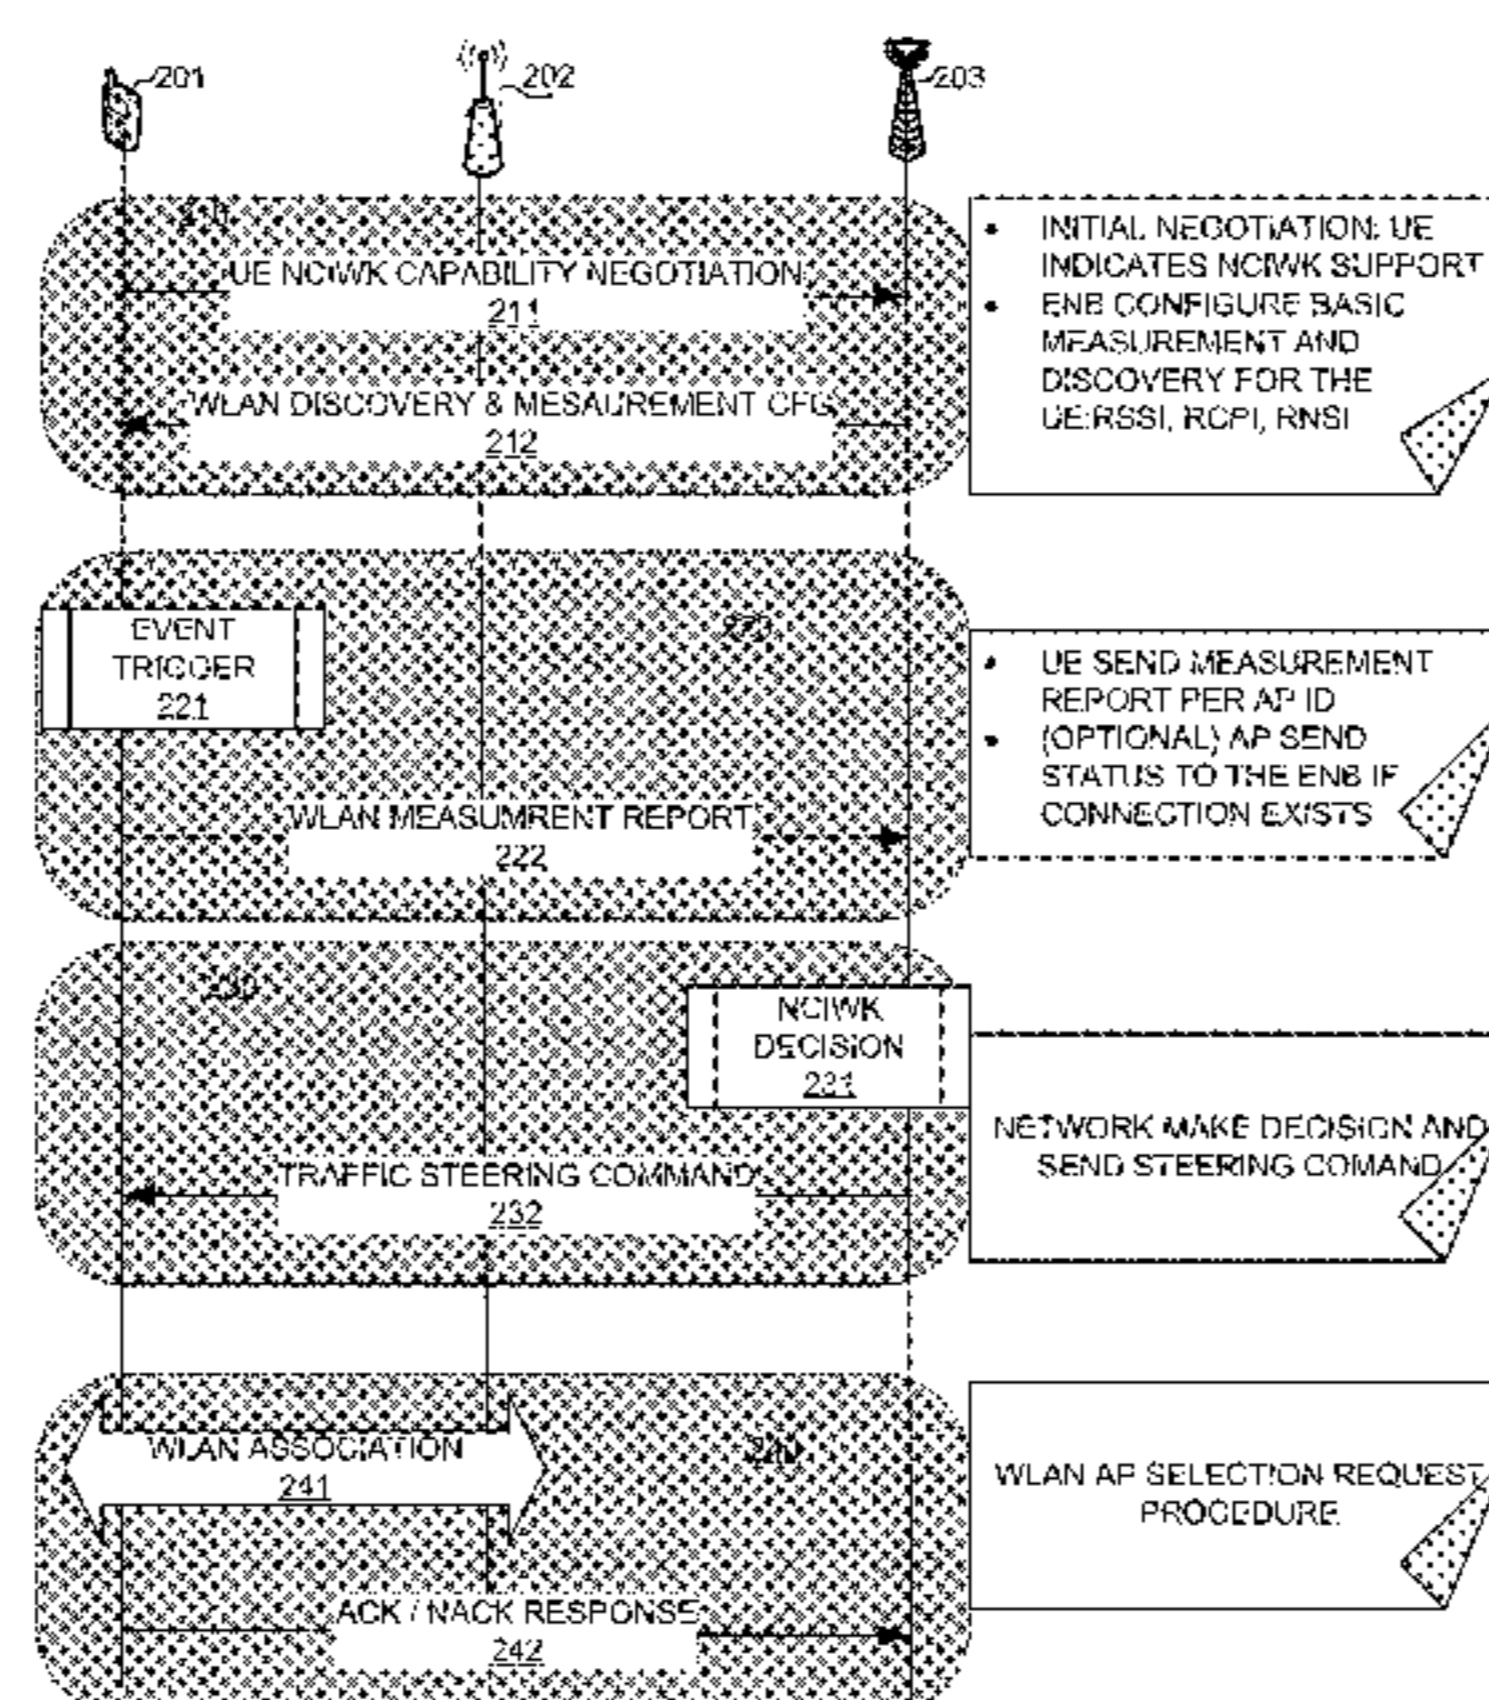 201
202
203
210
UE NCIWK CAPABILITY NEGOTIATION
211
WLAN DISCOVERY & MESAUREMENT CFG
212
• INITIAL NEGOTIATION: UE
INDICATES NCIWK SUPPORT
• ENB CONFIGURE BASIC
MEASUREMENT AND
DISCOVERY FOR THE
UE:RSSI, RCPI, RNSI
EVENT
TRIGGER
221
WLAN MEASUMRENT REPORT
222
• UE SEND MEASUREMENT
REPORT PER AP ID
• (OPTIONAL) AP SEND
STATUS TO THE ENB IF
CONNECTION EXISTS
230
NCIWK
DECISION
231
TRAFFIC STEERING COMMAND
232
NETWORK MAKE DECISION AND
SEND STEERING COMAND
240
WLAN ASSOCIATION
241
ACK / NACK RESPONSE
242
WLAN AP SELECTION REQUEST
PROCEDURE